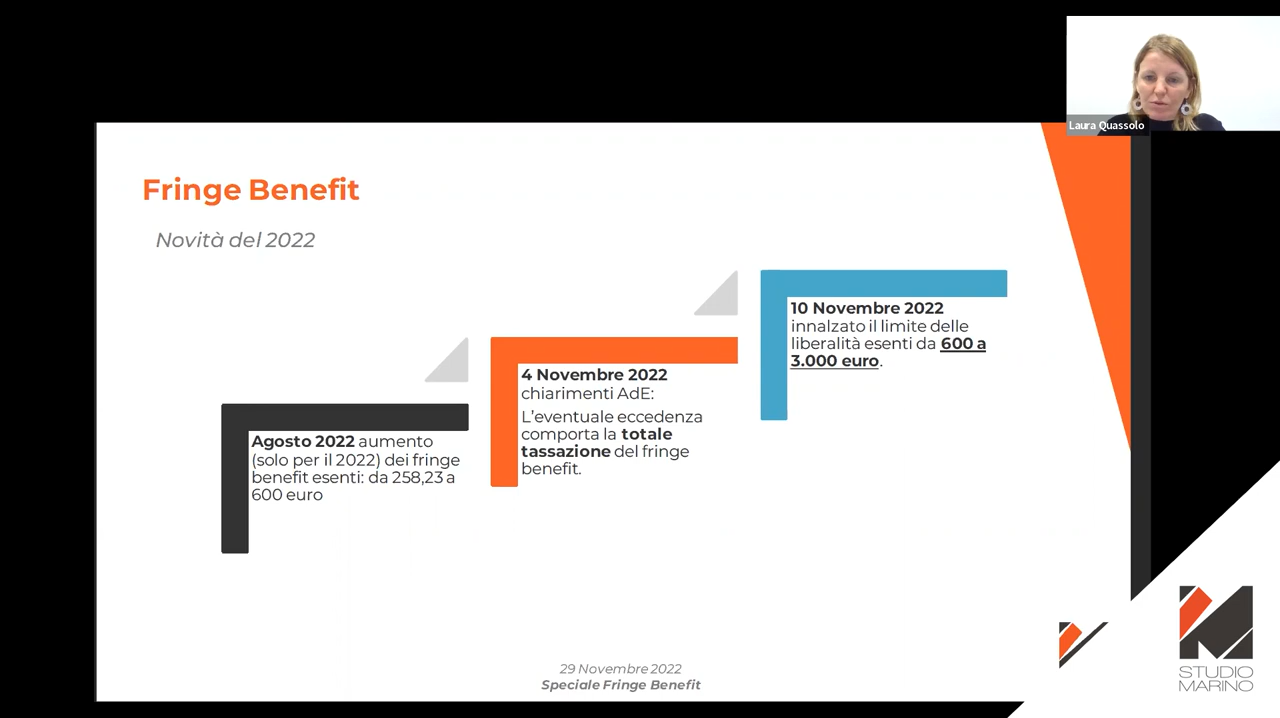 Laura Quassolo
Fringe Benefit
Novità del 2022
Agosto 2022 aumento
(solo per il 2022) dei fringe
benefit esenti: da 258,23 a
600 euro
4 Novembre 2022
chiarimenti AdE:
L'eventuale eccedenza
comporta la totale
tassazione del fringe
benefit.
10 Novembre 2022
innalzato il limite delle
liberalità esenti da 600 a
3.000 euro.
29 Novembre 2022
Speciale Fringe Benefit
STUDIO
MARINO